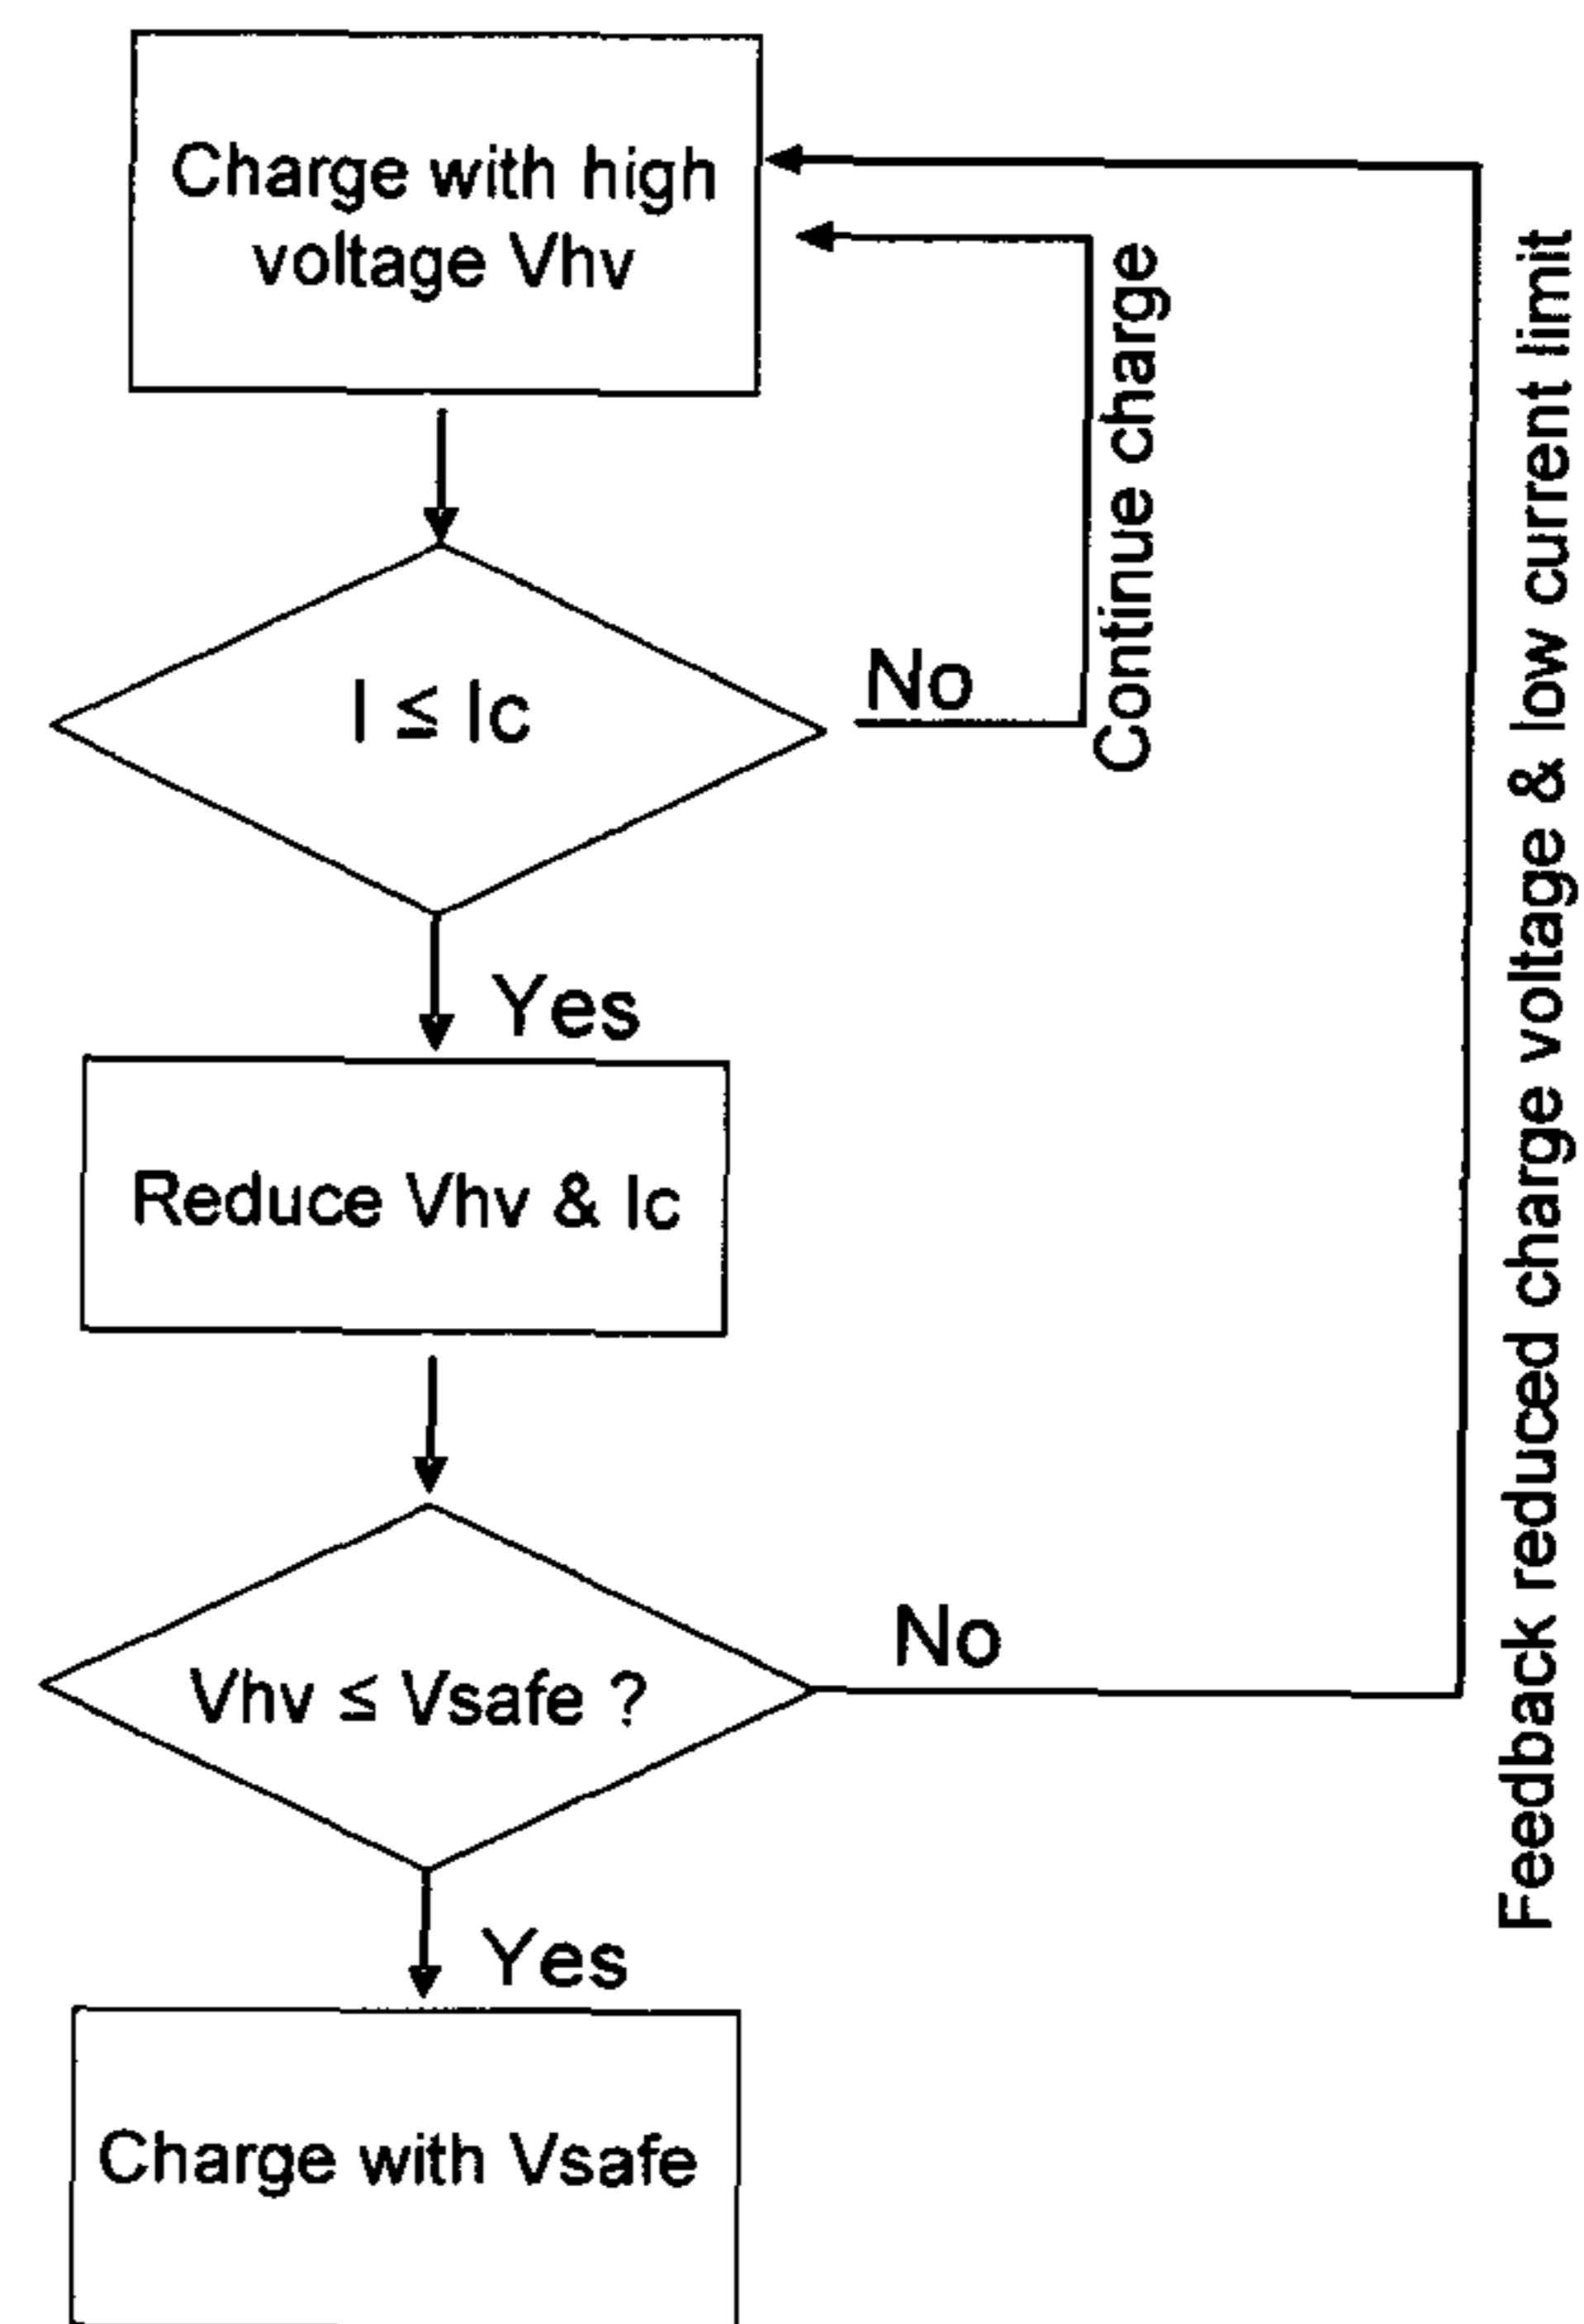 Charge with high
voltage Vhv
Continue charge
Feedback reduced charge voltage & low current limit
I ≤ Ic
No
Yes
Reduce Vhv & Ic
Vhv ≤ Vsafe ?
No
Yes
Charge with Vsafe